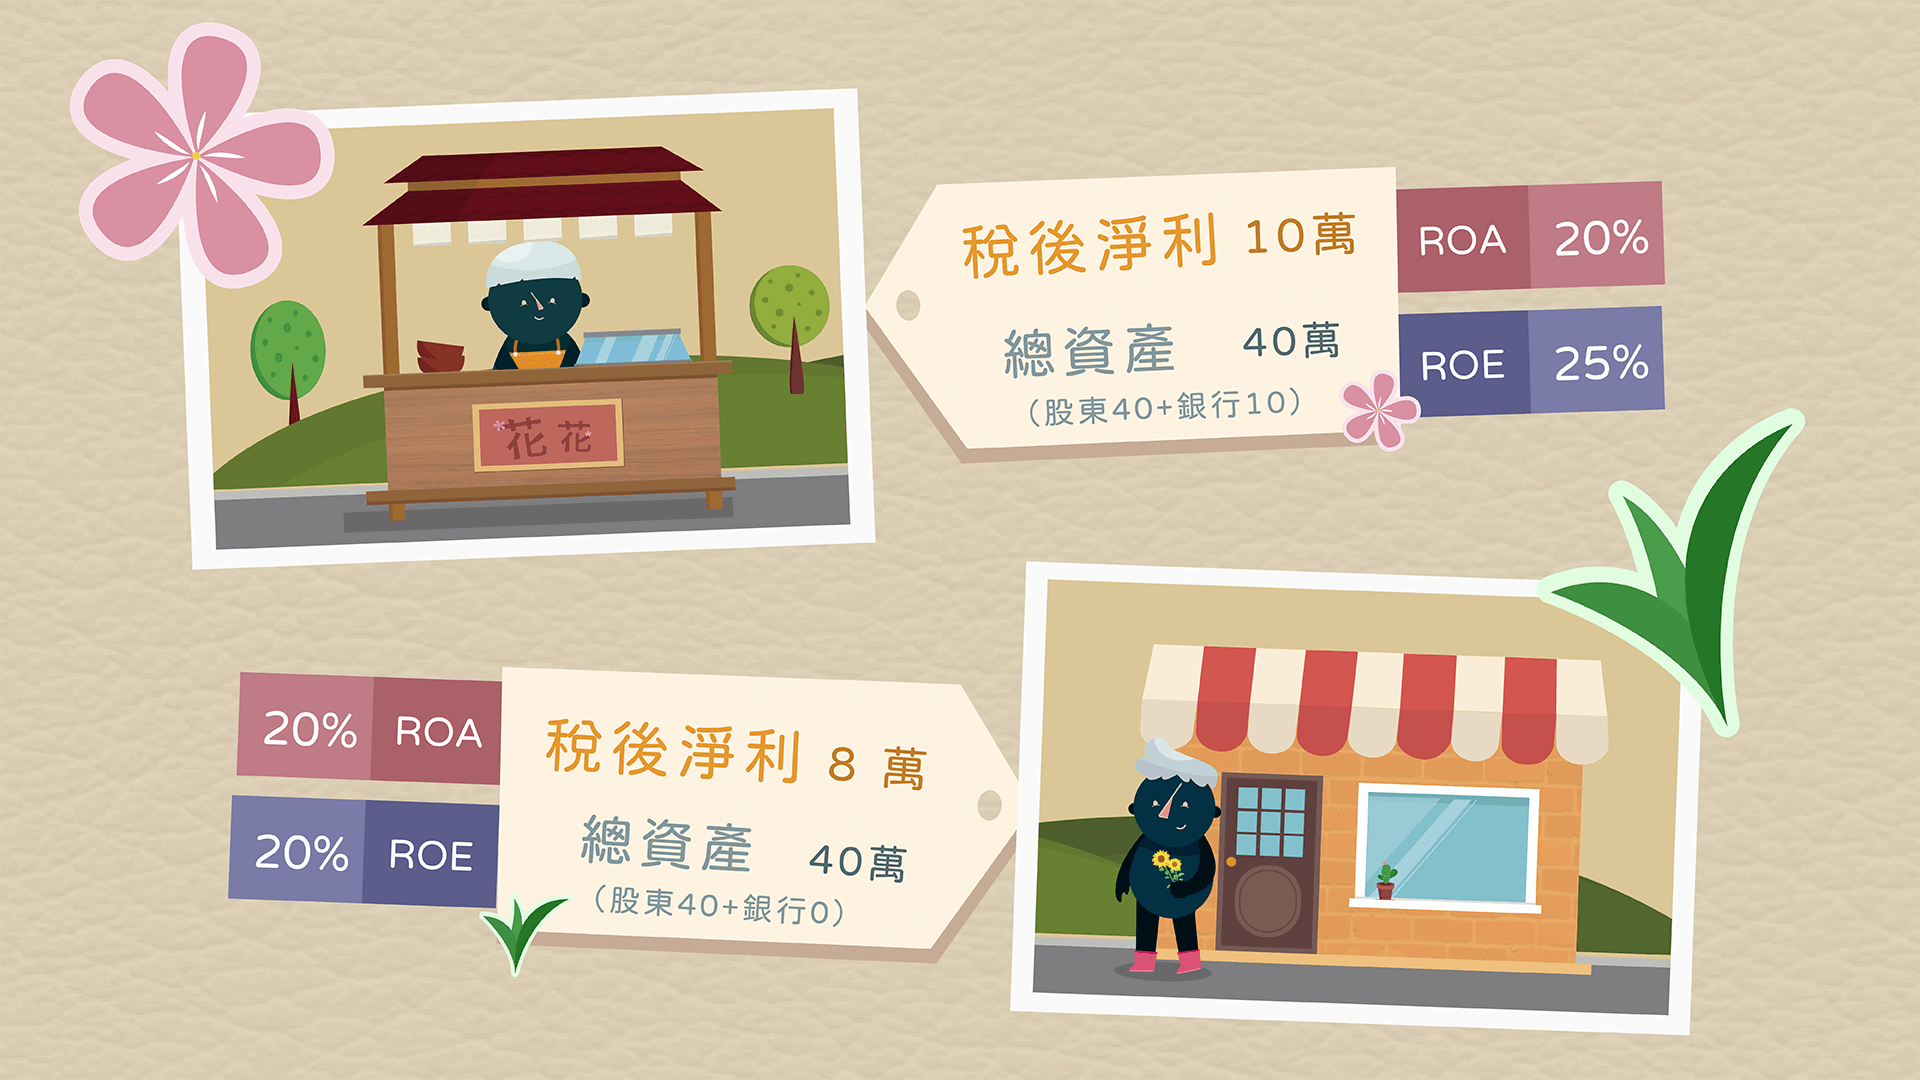 花花
稅後淨利 10萬
總資產 40萬
(股東40+銀行10)
ROA 20%
ROE 25%
20% ROA
20% ROE
稅後淨利 8 萬
總資產 40萬
(股東40+銀行0)